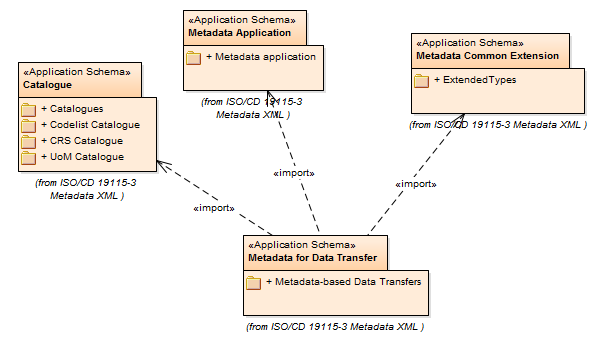 «Application Schema»
Metadata Application
+ Metadata application
(from ISO/CD 19115-3
Metadata XML )
«Application Schema»
Metadata Common Extension
+ ExtendedTypes
(from ISO/CD 19115-3 Metadata XML )
«Application Schema»
Catalogue
+ Catalogues
+ Codelist Catalogue
+ CRS Catalogue
+ UoM Catalogue
(from ISO/CD 19115-3
Metadata XML )
«import»
«import»
«import»
«Application Schema»
Metadata for Data Transfer
+ Metadata-based Data Transfers
(from ISO/CD 19115-3 Metadata XML )